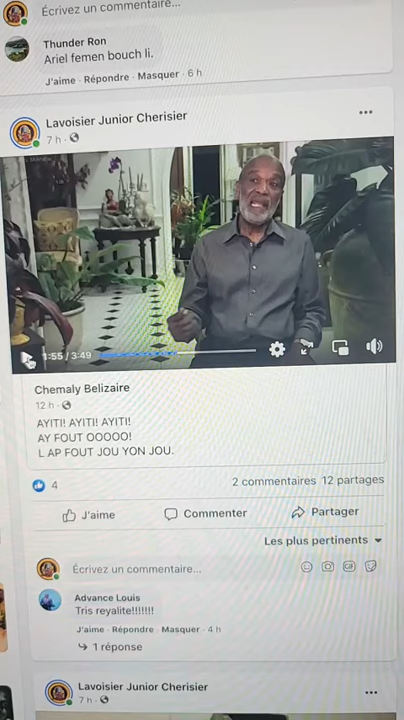 Écrivez un commentaire...
Thunder Ron
Ariel femen bouch li.
J'aime · Répondre · Masquer · 6 h
Lavoisier Junior Cherisier
7 h ·
1:55 / 3:49
Chemaly Belizaire
12 h ·
AYITI! AYITI! AYITI!
AY FOUT OOOOO!
L AP FOUT JOU YON JOU.
4
2 commentaires 12 partages
J'aime
Commenter
Partager
Les plus pertinents
Écrivez un commentaire...
GIF
Advance Louis
Tris reyalite!!!!!!!
J'aime · Répondre · Masquer · 4 h
1 réponse
Lavoisier Junior Cherisier
7 h ·